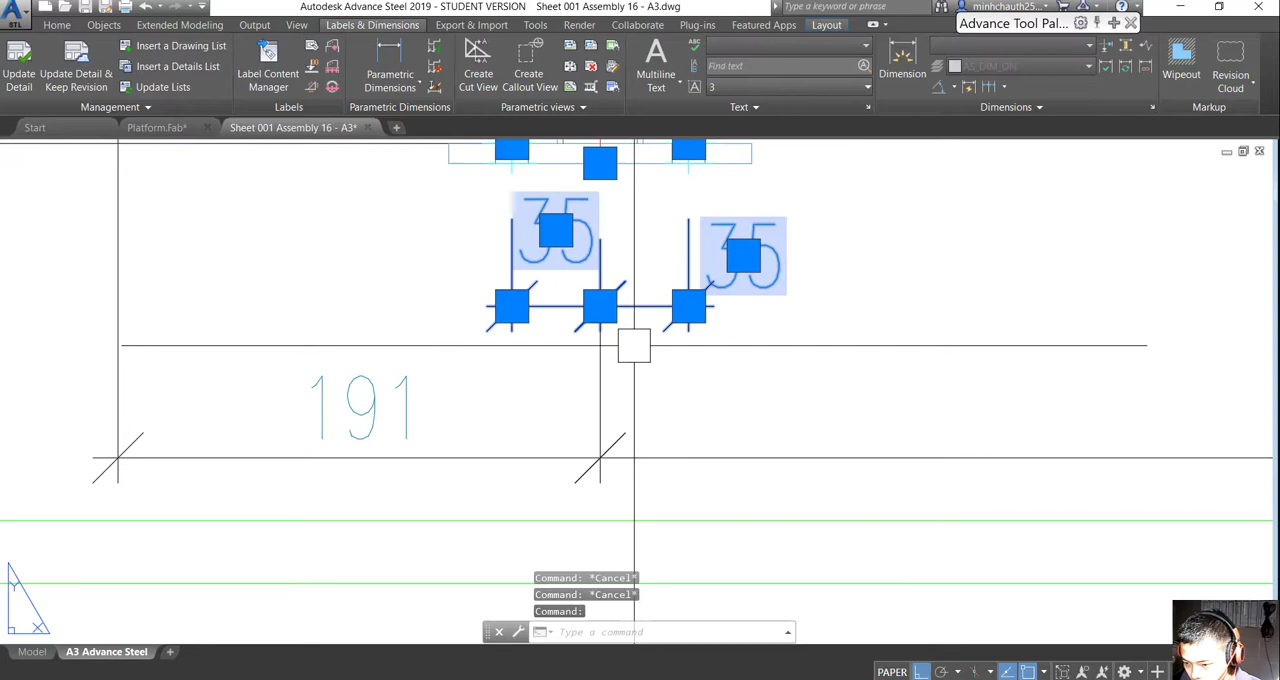 Autodesk Advance Steel 2019 - STUDENT VERSION Sheet 001 Assembly 16 - A3.dwg
Type a keyword or phrase
minhchauth25...
STL
Home Objects Extended Modeling Output View Labels & Dimensions Export & Import Tools Render Collaborate Plug-ins Featured Apps Layout
Advance Tool Pal...
Update Detail
Update Detail & Keep Revision
Insert a Drawing List
Insert a Details List
Update Lists
Label Content Manager
Parametric Dimensions
Create Cut View
Create Callout View
Multiline Text
Find text
3
Dimension
AS_DIM_ON
Wipeout
Revision Cloud
Management Labels Parametric Dimensions Parametric views Text Dimensions Markup
Start Platform.Fab* Sheet 001 Assembly 16 - A3*
35
35
191
Command: *Cancel*
Command: *Cancel*
Command:
Type a command
Y
X
Model A3 Advance Steel
PAPER